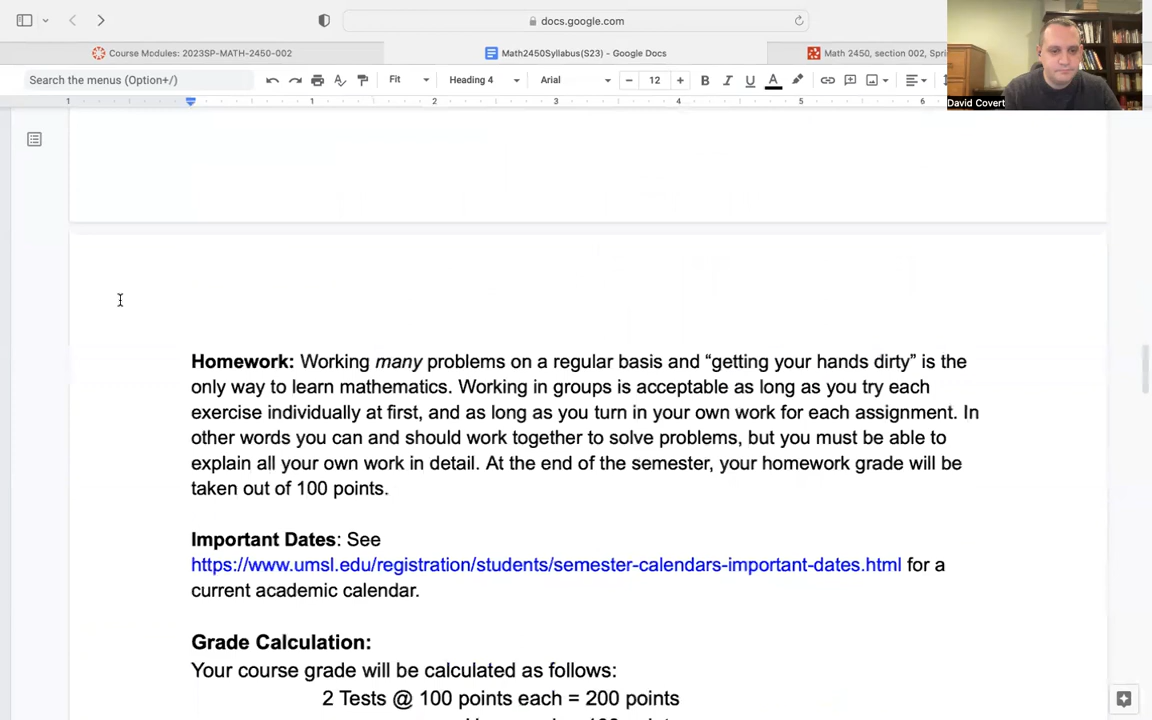 docs.google.com
Course Modules: 2023SP-MATH-2450-002
Math2450Syllabus(S23) - Google Docs
Math 2450, section 002, Spri
Search the menus (Option+/)
Fit
Heading 4
Arial
12
B I U A
David Covert
1 1 2 3 4 5 6
Homework: Working many problems on a regular basis and “getting your hands dirty” is the
only way to learn mathematics. Working in groups is acceptable as long as you try each
exercise individually at first, and as long as you turn in your own work for each assignment. In
other words you can and should work together to solve problems, but you must be able to
explain all your own work in detail. At the end of the semester, your homework grade will be
taken out of 100 points.
Important Dates: See
https://www.umsl.edu/registration/students/semester-calendars-important-dates.html for a
current academic calendar.
Grade Calculation:
Your course grade will be calculated as follows:
2 Tests @ 100 points each = 200 points